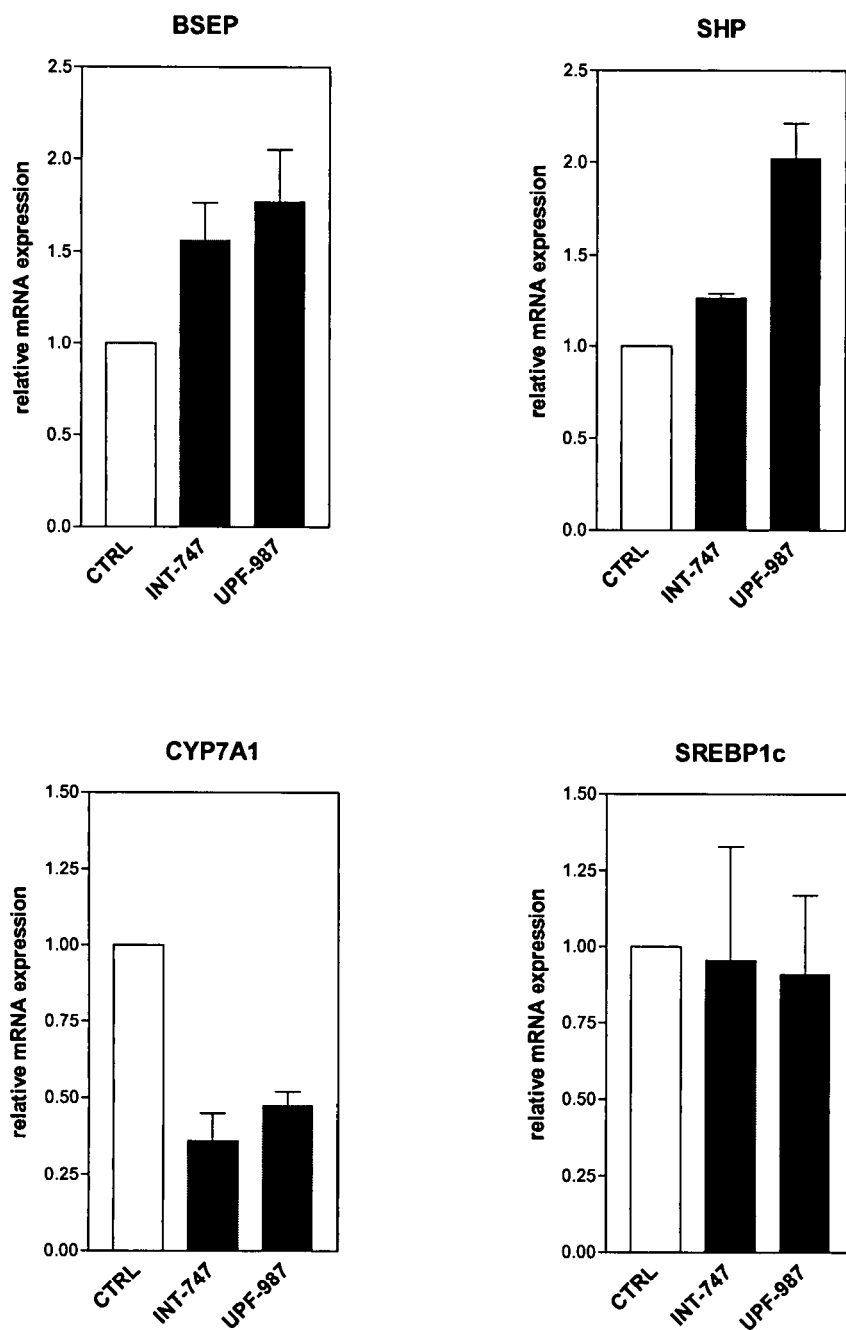 BSEP
relative mRNA expression
2.5
2.0
1.5
1.0
0.5
0.0
CTRL
INT-747
UPF-987
SHP
relative mRNA expression
2.5
2.0
1.5
1.0
0.5
0.0
CTRL
INT-747
UPF-987
CYP7A1
relative mRNA expression
1.50
1.25
1.00
0.75
0.50
0.25
0.00
CTRL
INT-747
UPF-987
SREBP1c
relative mRNA expression
1.50
1.25
1.00
0.75
0.50
0.25
0.00
CTRL
INT-747
UPF-987